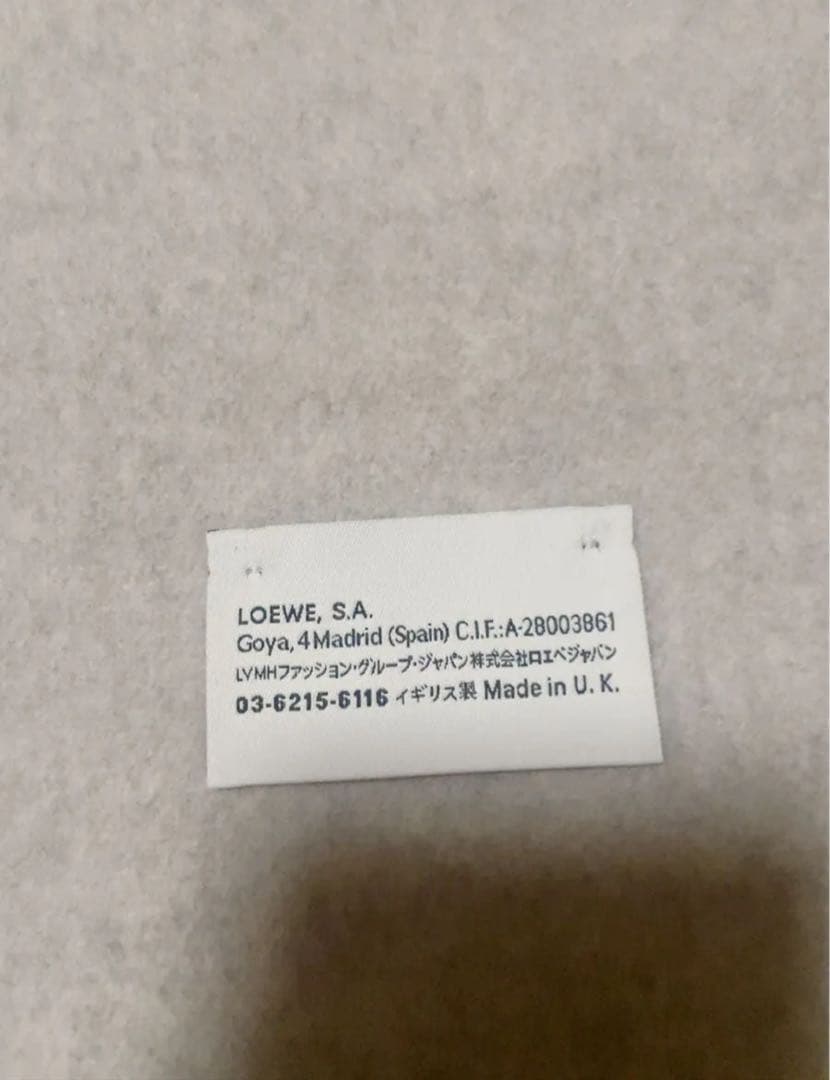 LOEWE, S.A.
Goya, 4 Madrid (Spain) C.I.F.:A-28003861
LVMHファッション・グループ・ジャパン株式会社ロエベジャパン
03-6215-6116 イギリス製 Made in U. K.